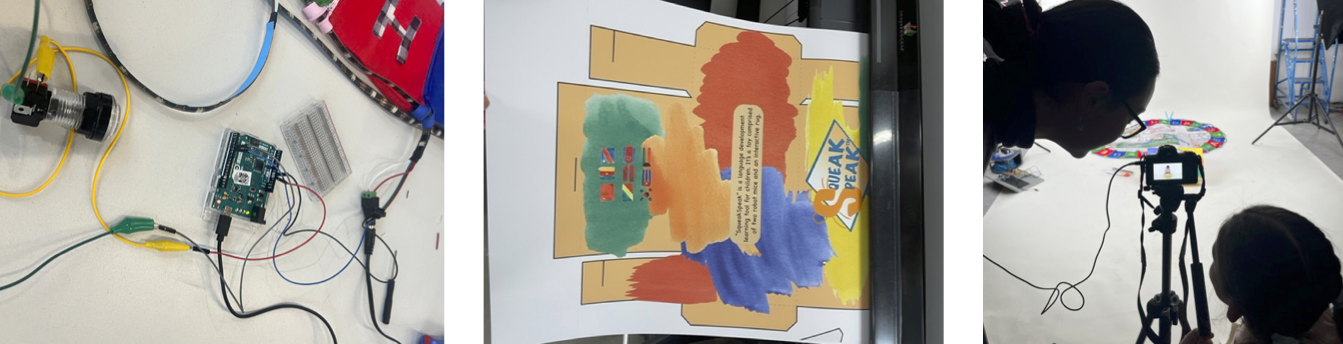 "SqueakSpeak" is a language development
learning tool for children. It's a toy comprised
of two robot mice and an interactive rug.
SQUEAK
SPEAK